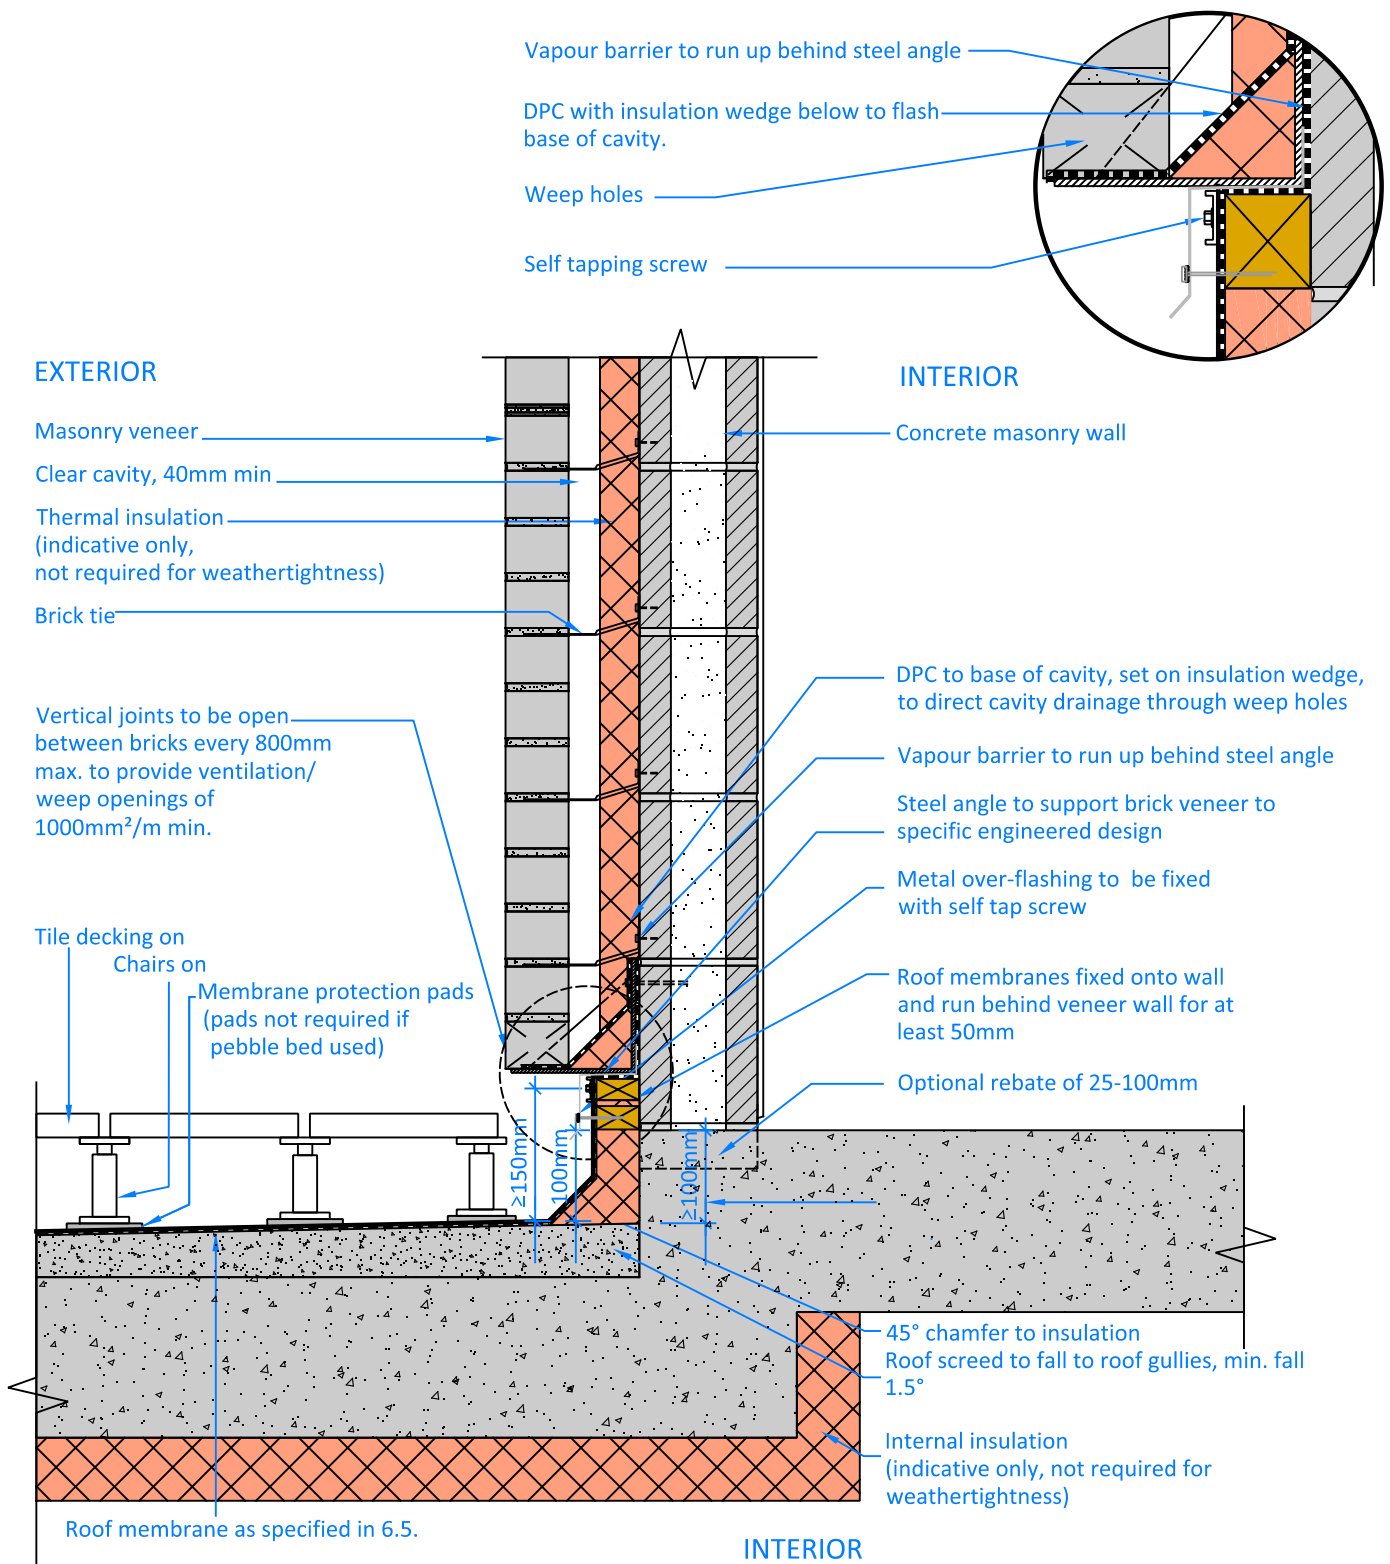 Vapour barrier to run up behind steel angle
DPC with insulation wedge below to flash
base of cavity.
Weep holes
Self tapping screw
EXTERIOR
INTERIOR
Masonry veneer
Concrete masonry wall
Clear cavity, 40mm min
Thermal insulation
(indicative only,
not required for weathertightness)
Brick tie
DPC to base of cavity, set on insulation wedge,
to direct cavity drainage through weep holes
Vertical joints to be open
between bricks every 800mm
max. to provide ventilation/
weep openings of
1000mm²/m min.
Vapour barrier to run up behind steel angle
Steel angle to support brick veneer to
specific engineered design
Metal over-flashing to be fixed
with self tap screw
Tile decking on
Chairs on
Membrane protection pads
(pads not required if
pebble bed used)
Roof membranes fixed onto wall
and run behind veneer wall for at
least 50mm
Optional rebate of 25-100mm
≥150mm
100mm
≥100mm
45° chamfer to insulation
Roof screed to fall to roof gullies, min. fall
1.5°
Internal insulation
(indicative only, not required for
weathertightness)
Roof membrane as specified in 6.5.
INTERIOR